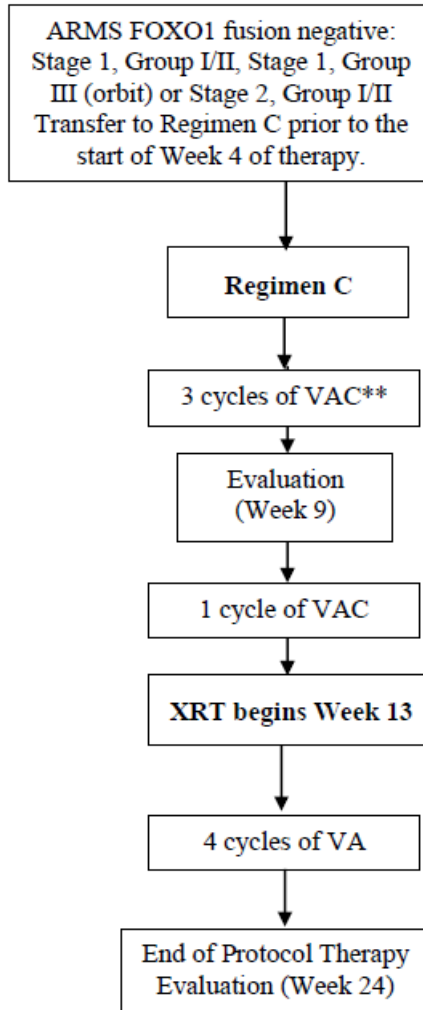 ARMS FOXO1 fusion negative:
Stage 1, Group I/II, Stage 1, Group
III (orbit) or Stage 2, Group I/II
Transfer to Regimen C prior to the
start of Week 4 of therapy.
Regimen C
3 cycles of VAC**
Evaluation
(Week 9)
1 cycle of VAC
XRT begins Week 13
4 cycles of VA
End of Protocol Therapy
Evaluation (Week 24)